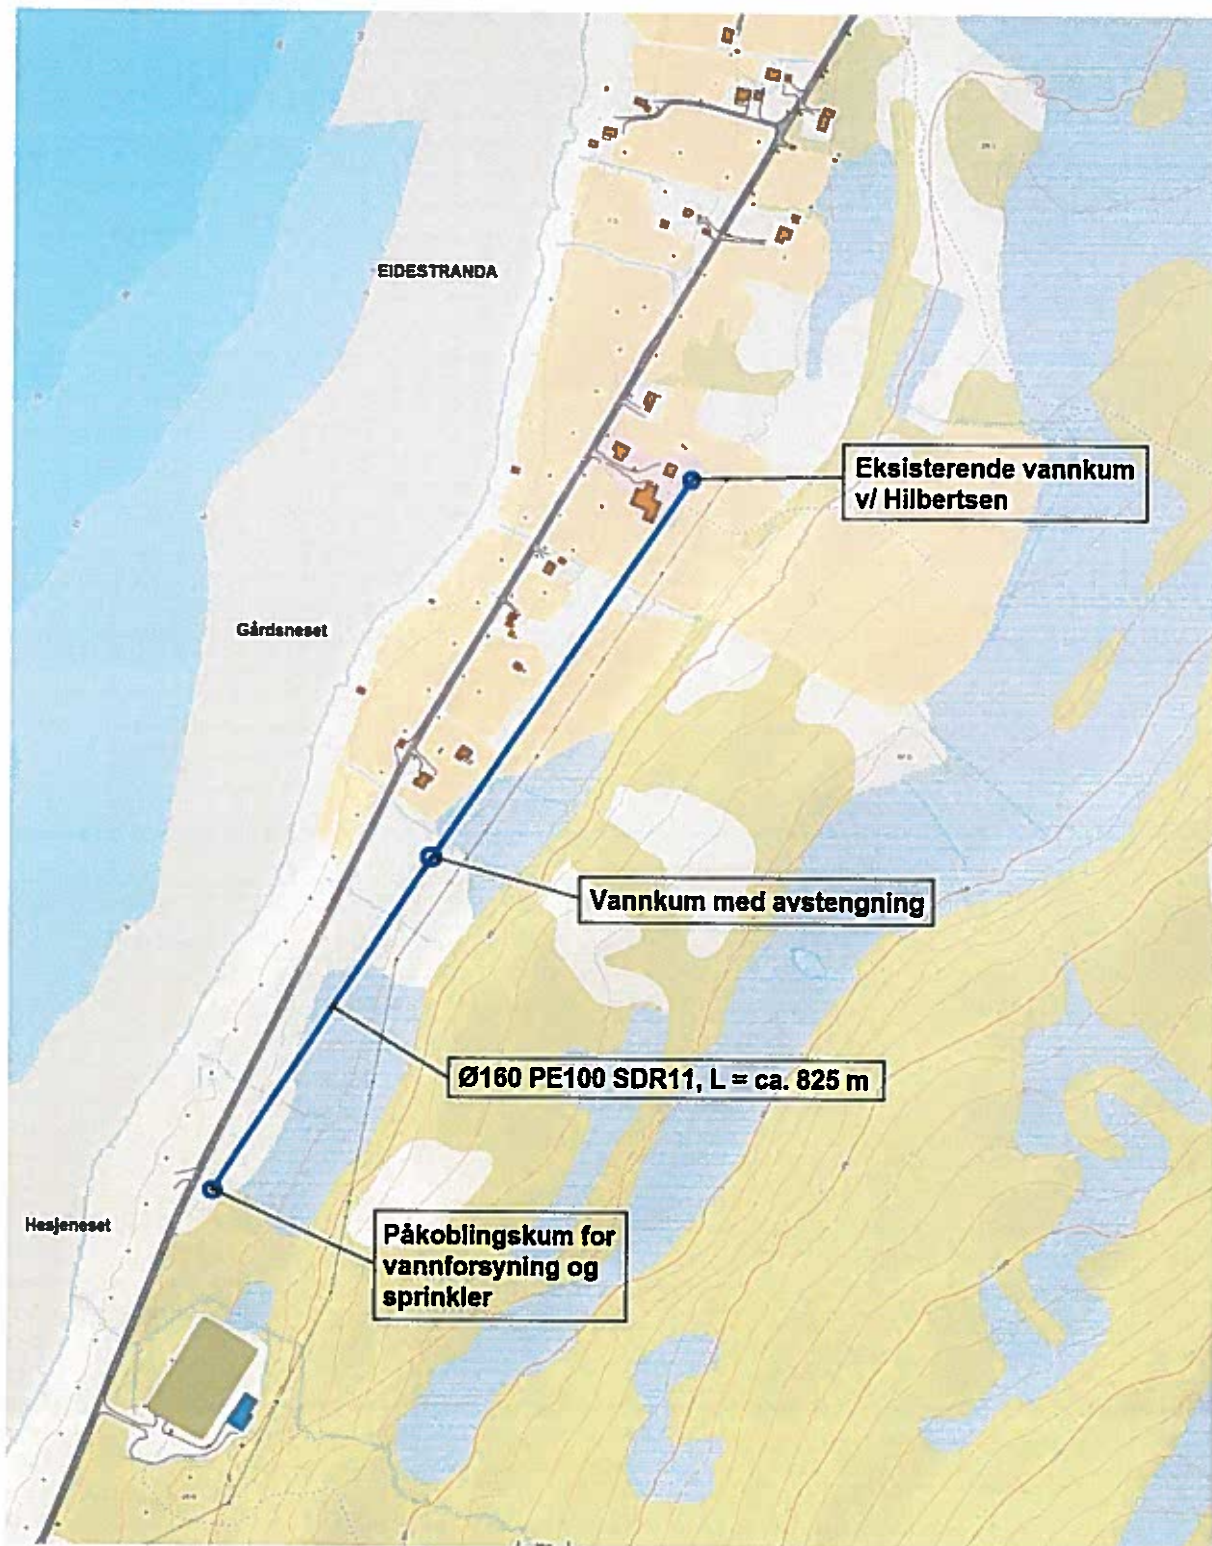 EIDESTRANDA
Eksisterende vannkum
v/ Hilbertsen
Gårdsneset
Vannkum med avstengning
Ø160 PE100 SDR11, L = ca. 825 m
Hesjeneset
Påkoblingskum for
vannforsyning og
sprinkler